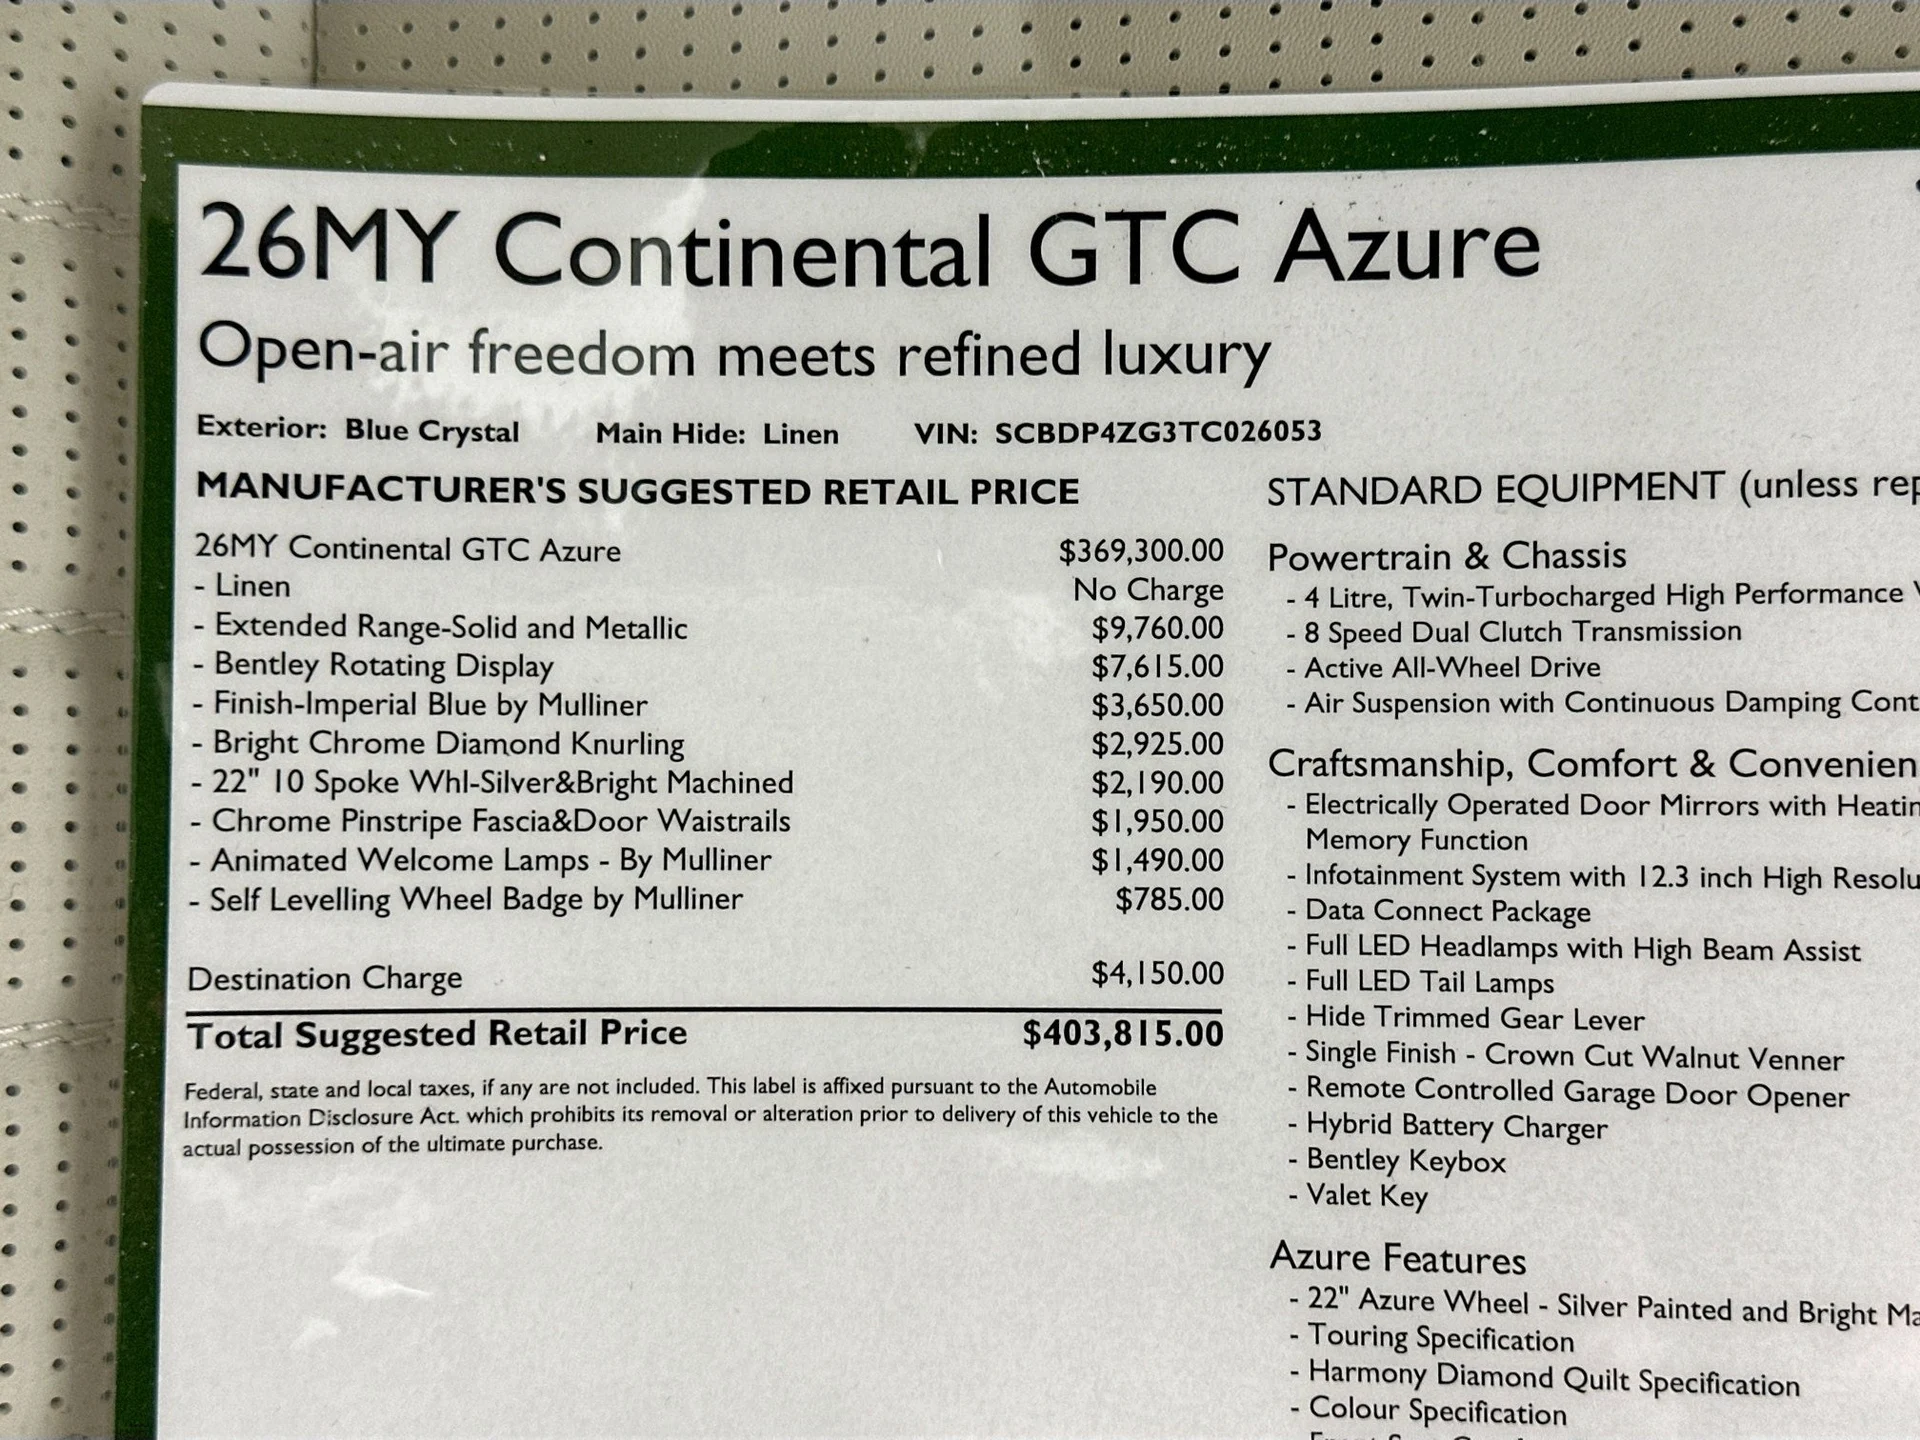 26MY Continental GTC Azure
Open-air freedom meets refined luxury
Exterior: Blue Crystal Main Hide: Linen VIN: SCBDP4ZG3TC026053
MANUFACTURER'S SUGGESTED RETAIL PRICE
26MY Continental GTC Azure $369,300.00
- Linen No Charge
- Extended Range-Solid and Metallic $9,760.00
- Bentley Rotating Display $7,615.00
- Finish-Imperial Blue by Mulliner $3,650.00
- Bright Chrome Diamond Knurling $2,925.00
- 22" 10 Spoke Whl-Silver&Bright Machined $2,190.00
- Chrome Pinstripe Fascia&Door Waistrails $1,950.00
- Animated Welcome Lamps - By Mulliner $1,490.00
- Self Levelling Wheel Badge by Mulliner $785.00
Destination Charge $4,150.00
Total Suggested Retail Price $403,815.00
Federal, state and local taxes, if any are not included. This label is affixed pursuant to the Automobile
Information Disclosure Act. which prohibits its removal or alteration prior to delivery of this vehicle to the
actual possession of the ultimate purchase.
STANDARD EQUIPMENT (unless
Powertrain & Chassis
- 4 Litre, Twin-Turbocharged High Performance
- 8 Speed Dual Clutch Transmission
- Active All-Wheel Drive
- Air Suspension with Continuous Damping Cont
Craftsmanship, Comfort & Convenien
- Electrically Operated Door Mirrors with Heatin
Memory Function
- Infotainment System with 12.3 inch High Resolu
- Data Connect Package
- Full LED Headlamps with High Beam Assist
- Full LED Tail Lamps
- Hide Trimmed Gear Lever
- Single Finish - Crown Cut Walnut Venner
- Remote Controlled Garage Door Opener
- Hybrid Battery Charger
- Bentley Keybox
- Valet Key
Azure Features
- 22" Azure Wheel - Silver Painted and Bright Ma
- Touring Specification
- Harmony Diamond Quilt Specification
- Colour Specification